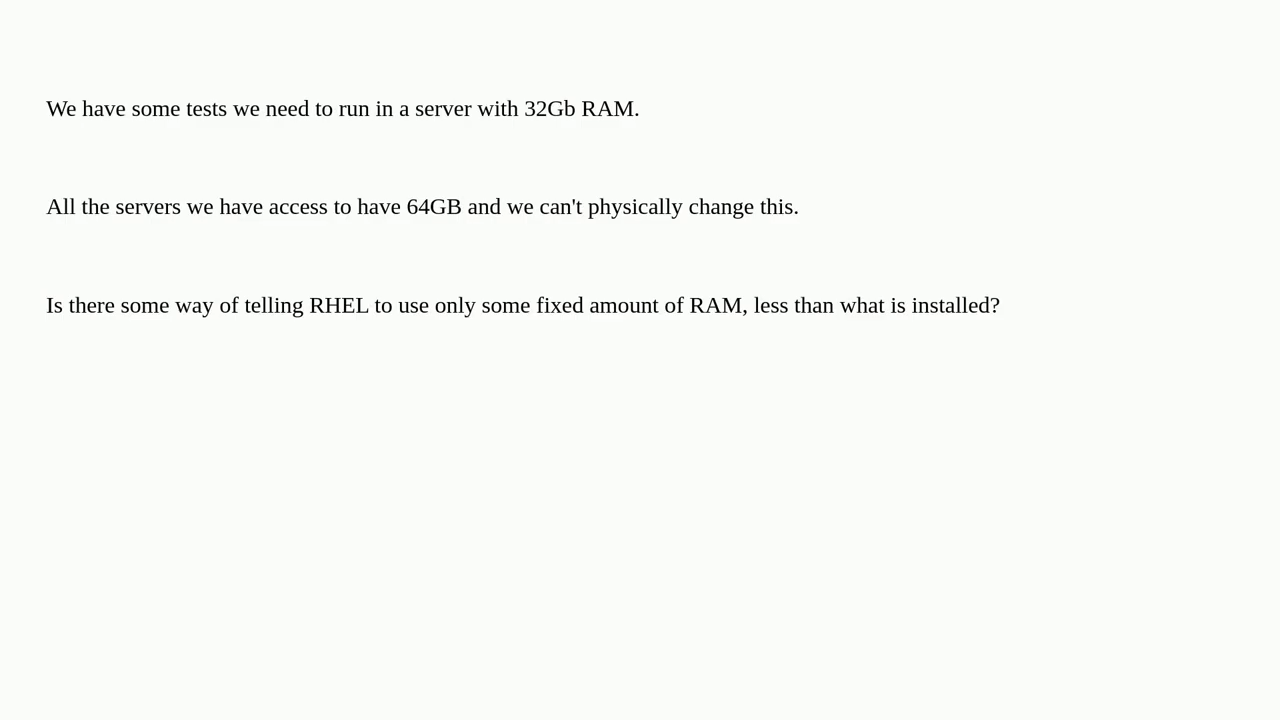 We have some tests we need to run in a server with 32Gb RAM.
All the servers we have access to have 64GB and we can't physically change this.
Is there some way of telling RHEL to use only some fixed amount of RAM, less than what is installed?